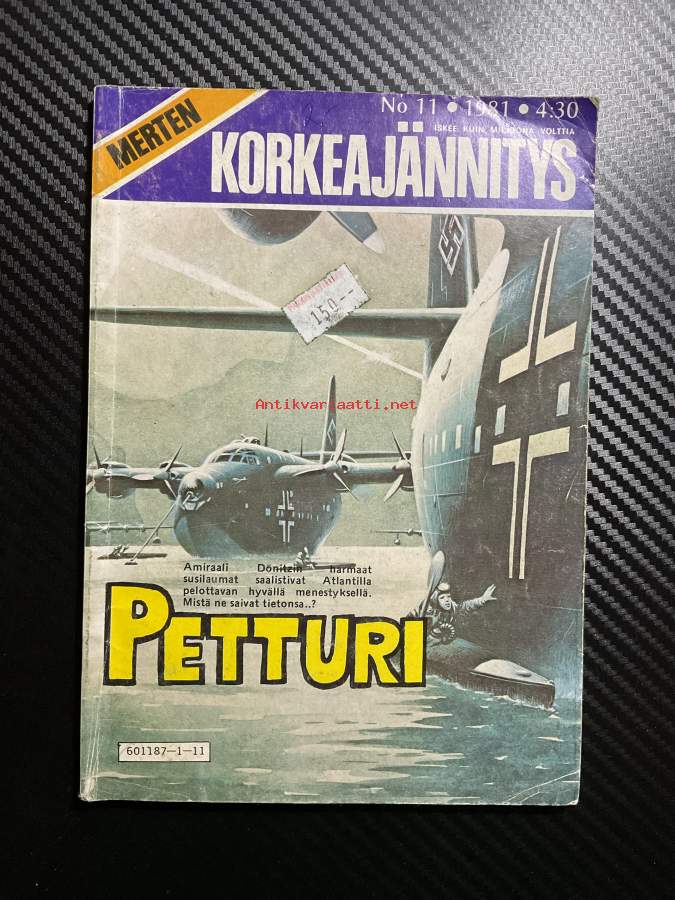 No 11 • 1981 • 4:30
MERTEN
ISKEE KUIN MILJOONA VOLTTIA
KORKEAJÄNNITYS
150--
Antikvariaatti.net
Amiraali Dönitzin harmaat
susilaumat saalistivat Atlantilla
pelottavan hyvällä menestyksellä.
Mistä ne saivat tietonsa..?
PETTURI
601187-1-11